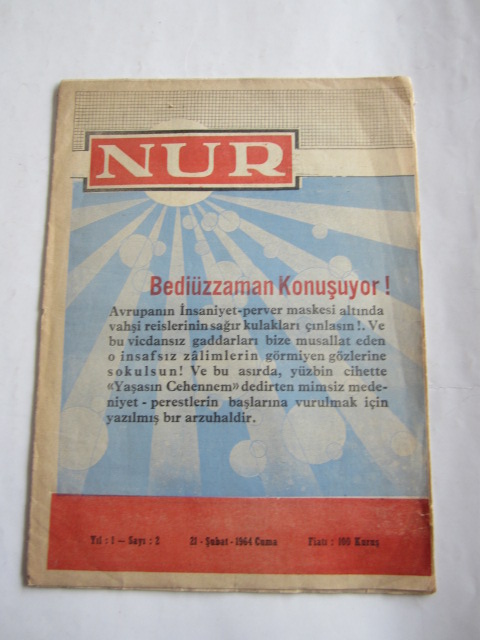 NUR
Bediüzzaman Konuşuyor !
Avrupanın İnsaniyet-perver maskesi altında
vahşi reislerinin sağır kulakları çınlasın!. Ve
bu vicdansız gaddarları bize musallat eden
o insafsız zâlimlerin görmiyen gözlerine
sokulsun! Ve bu asırda, yüzbin cihette
«Yaşasın Cehennem» dedirten mimsiz mede-
niyet - perestlerin başlarına vurulmak için
yazılmış bir arzuhaldir.
Yıl : 1 — Sayı : 2 21 - Şubat - 1964 Cuma Fiatı : 100 Kuruş